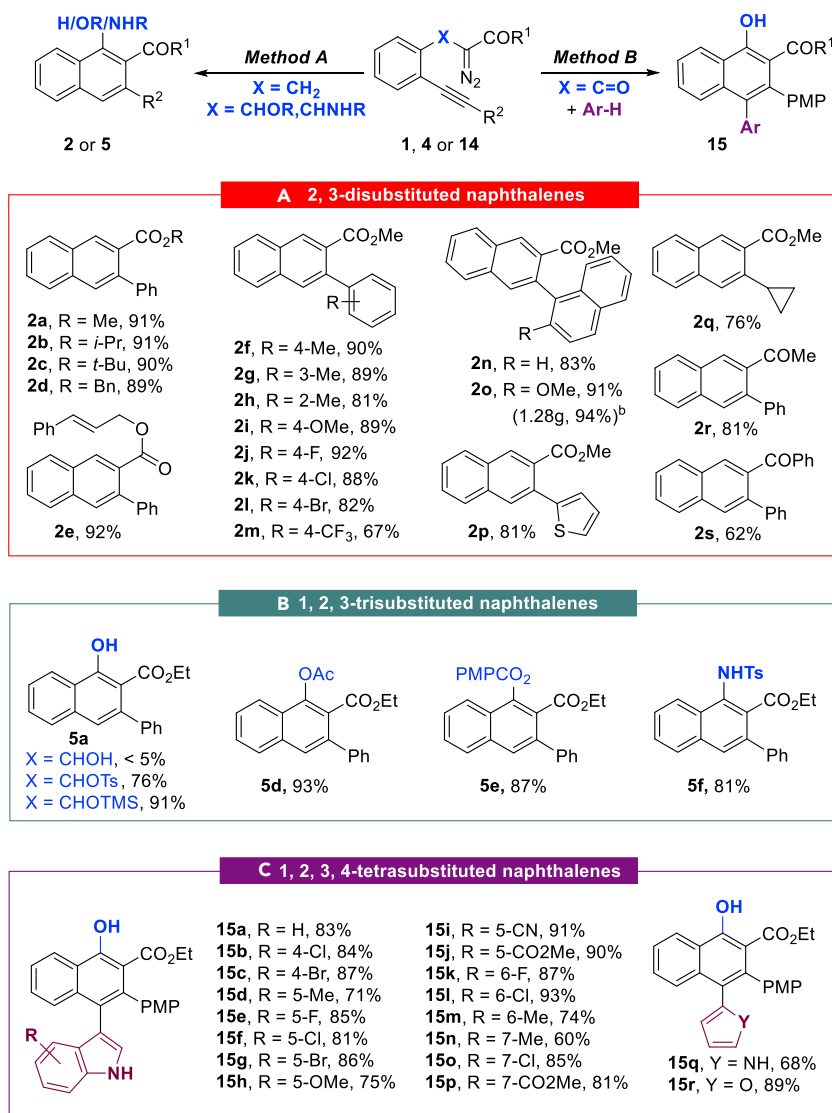 H/OR/NHR
COR¹
R²
2 or 5
Method A
X = CH₂
X = CHOR,CHNHR
X
COR¹
N₂
R²
1, 4 or 14
Method B
X = C=O
+ Ar-H
OH
COR¹
PMP
Ar
15
A 2, 3-disubstituted naphthalenes
CO₂R
Ph
2a, R = Me, 91%
2b, R = i-Pr, 91%
2c, R = t-Bu, 90%
2d, R = Bn, 89%
Ph
O
O
Ph
2e, 92%
CO₂Me
R
2f, R = 4-Me, 90%
2g, R = 3-Me, 89%
2h, R = 2-Me, 81%
2i, R = 4-OMe, 89%
2j, R = 4-F, 92%
2k, R = 4-Cl, 88%
2l, R = 4-Br, 82%
2m, R = 4-CF₃, 67%
CO₂Me
R
2n, R = H, 83%
2o, R = OMe, 91%
(1.28g, 94%)ᵇ
CO₂Me
S
2p, 81%
CO₂Me
2q, 76%
COMe
Ph
2r, 81%
COPh
Ph
2s, 62%
B 1, 2, 3-trisubstituted naphthalenes
OH
CO₂Et
Ph
5a
X = CHOH, < 5%
X = CHOTs, 76%
X = CHOTMS, 91%
OAc
CO₂Et
Ph
5d, 93%
PMPCO₂
CO₂Et
Ph
5e, 87%
NHTs
CO₂Et
Ph
5f, 81%
C 1, 2, 3, 4-tetrasubstituted naphthalenes
OH
CO₂Et
PMP
R
NH
15a, R = H, 83%
15b, R = 4-Cl, 84%
15c, R = 4-Br, 87%
15d, R = 5-Me, 71%
15e, R = 5-F, 85%
15f, R = 5-Cl, 81%
15g, R = 5-Br, 86%
15h, R = 5-OMe, 75%
15i, R = 5-CN, 91%
15j, R = 5-CO2Me, 90%
15k, R = 6-F, 87%
15l, R = 6-Cl, 93%
15m, R = 6-Me, 74%
15n, R = 7-Me, 60%
15o, R = 7-Cl, 85%
15p, R = 7-CO2Me, 81%
OH
CO₂Et
PMP
Y
15q, Y = NH, 68%
15r, Y = O, 89%